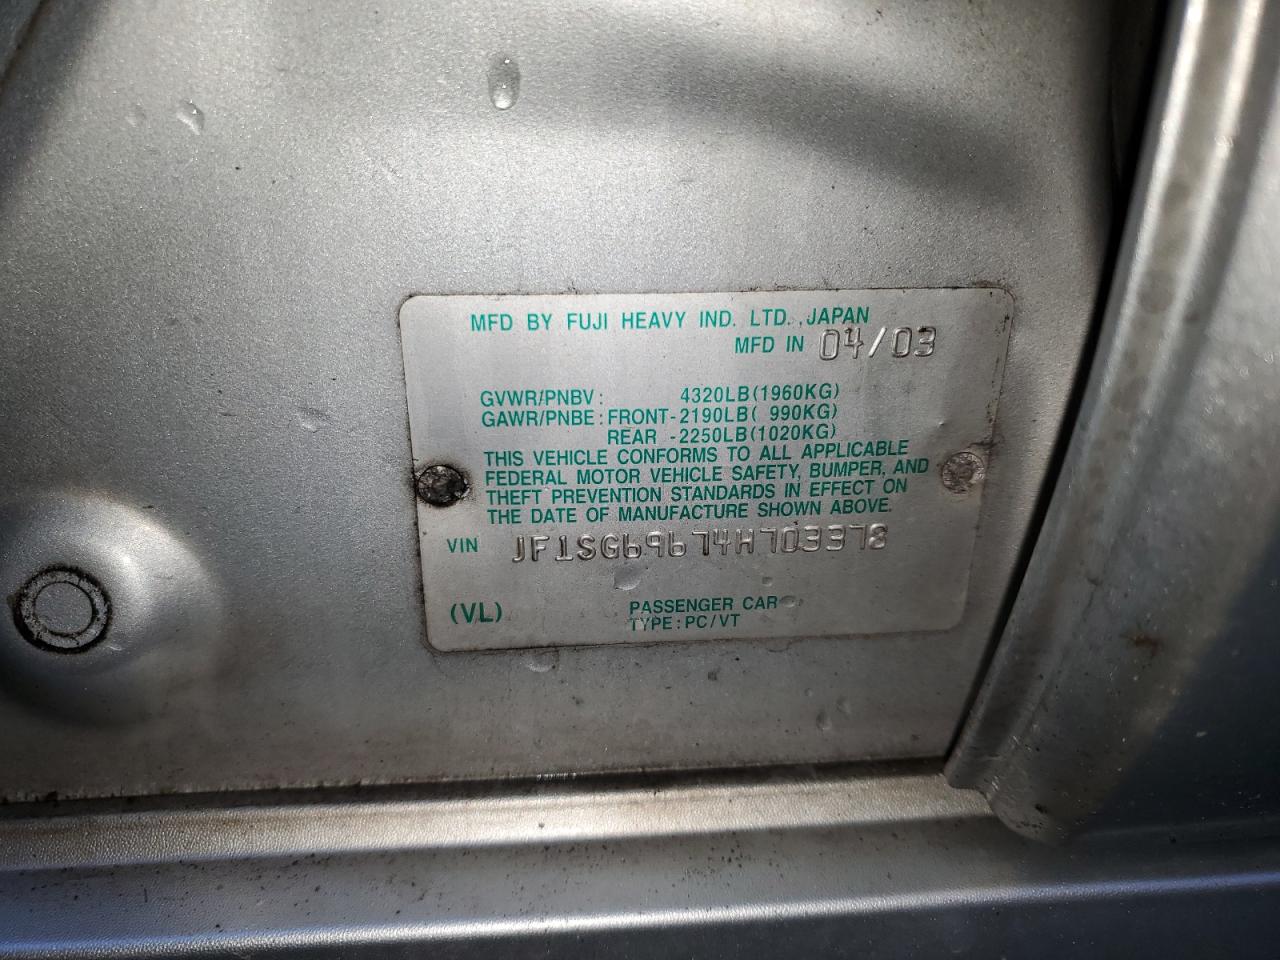 MFD BY FUJI HEAVY IND. LTD. JAPAN
MFD IN 04/03
GVWR/PNBV: 4320LB(1960KG)
GAWR/PNBE: FRONT-2190LB( 990KG)
REAR -2250LB(1020KG)
THIS VEHICLE CONFORMS TO ALL APPLICABLE
FEDERAL MOTOR VEHICLE SAFETY, BUMPER, AND
THEFT PREVENTION STANDARDS IN EFFECT ON
THE DATE OF MANUFACTURE SHOWN ABOVE.
VIN JF1SG69674H703378
(VL) PASSENGER CAR
TYPE: PC/VT